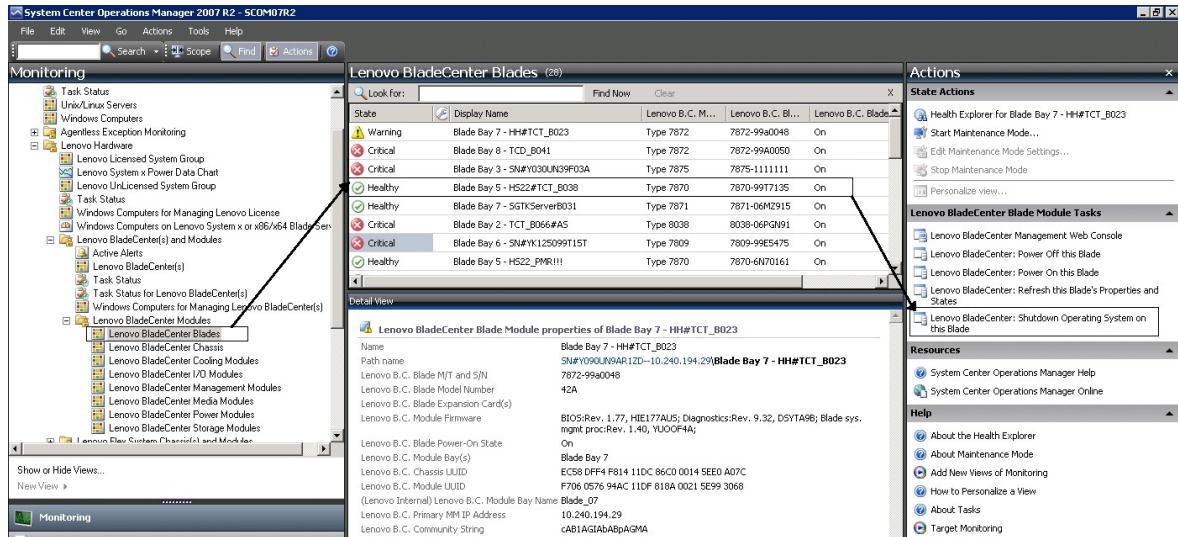 System Center Operations Manager 2007 R2 - SCOM07R2
File Edit View Go Actions Tools Help
Search Scope Find Actions
Monitoring
Task Status
Unix/Linux Servers
Windows Computers
Agentless Exception Monitoring
Lenovo Hardware
Lenovo Licensed System Group
Lenovo System x Power Data Chart
Lenovo UnLicensed System Group
Task Status
Windows Computers for Managing Lenovo License
Windows Computers on Lenovo System x or x86/x64 Blade Serv
Lenovo BladeCenter(s) and Modules
Active Alerts
Lenovo BladeCenter(s)
Task Status
Task Status for Lenovo BladeCenter(s)
Windows Computers for Managing Lenovo BladeCenter(s)
Lenovo BladeCenter Modules
Lenovo BladeCenter Blades
Lenovo BladeCenter Chassis
Lenovo BladeCenter Cooling Modules
Lenovo BladeCenter I/O Modules
Lenovo BladeCenter Management Modules
Lenovo BladeCenter Media Modules
Lenovo BladeCenter Power Modules
Lenovo BladeCenter Storage Modules
Lenovo Flex System Chassis(s) and Modules
Show or Hide Views...
New View
Monitoring
Lenovo BladeCenter Blades (20)
Look for: Find Now Clear X
State Display Name Lenovo B.C. M... Lenovo B.C. Bl... Lenovo B.C. Blade
Warning Blade Bay 7 - HH#TCT_B023 Type 7872 7872-99a0048 On
Critical Blade Bay 8 - TCD_B041 Type 7872 7872-99A0050 On
Critical Blade Bay 3 - SN#Y030UN39F03A Type 7875 7875-1111111 On
Healthy Blade Bay 5 - HS22#TCT_B038 Type 7870 7870-99T7135 On
Healthy Blade Bay 7 - SGTKServerB031 Type 7871 7871-06MZ915 On
Critical Blade Bay 2 - TCT_B066#AS Type 8038 8038-06PGN91 On
Critical Blade Bay 6 - SN#YK125099T15T Type 7809 7809-99E5475 On
Healthy Blade Bay 5 - HS22_PMR!!! Type 7870 7870-6N70161 On
Detail View
Lenovo BladeCenter Blade Module properties of Blade Bay 7 - HH#TCT_B023
Name Blade Bay 7 - HH#TCT_B023
Path name SN#Y090UN9AR1ZD--10.240.194.29\Blade Bay 7 - HH#TCT_B023
Lenovo B.C. Blade M/T and S/N 7872-99a0048
Lenovo B.C. Blade Model Number 42A
Lenovo B.C. Blade Expansion Card(s)
Lenovo B.C. Module Firmware BIOS:Rev. 1.77, HIE177AUS; Diagnostics:Rev. 9.32, DSYTA9B; Blade sys.
mgmt proc:Rev. 1.40, YUOOF4A;
Lenovo B.C. Blade Power-On State On
Lenovo B.C. Module Bay(s) Blade Bay 7
Lenovo B.C. Chassis UUID EC58 DFF4 F814 11DC 86C0 0014 5EE0 A07C
Lenovo B.C. Module UUID F706 0576 94AC 11DF 818A 0021 5E99 3068
(Lenovo Internal) Lenovo B.C. Module Bay Name Blade_07
Lenovo B.C. Primary MM IP Address 10.240.194.29
Lenovo B.C. Community String cAB1AGIAbABpAGMA
Actions x
State Actions
Health Explorer for Blade Bay 7 - HH#TCT_B023
Start Maintenance Mode...
Edit Maintenance Mode Settings...
Stop Maintenance Mode
Personalize view...
Lenovo BladeCenter Blade Module Tasks
Lenovo BladeCenter Management Web Console
Lenovo BladeCenter: Power Off this Blade
Lenovo BladeCenter: Power On this Blade
Lenovo BladeCenter: Refresh this Blade's Properties and
States
Lenovo BladeCenter: Shutdown Operating System on
this Blade
Resources
System Center Operations Manager Help
System Center Operations Manager Online
Help
About the Health Explorer
About Maintenance Mode
Add New Views of Monitoring
How to Personalize a View
About Tasks
Target Monitoring